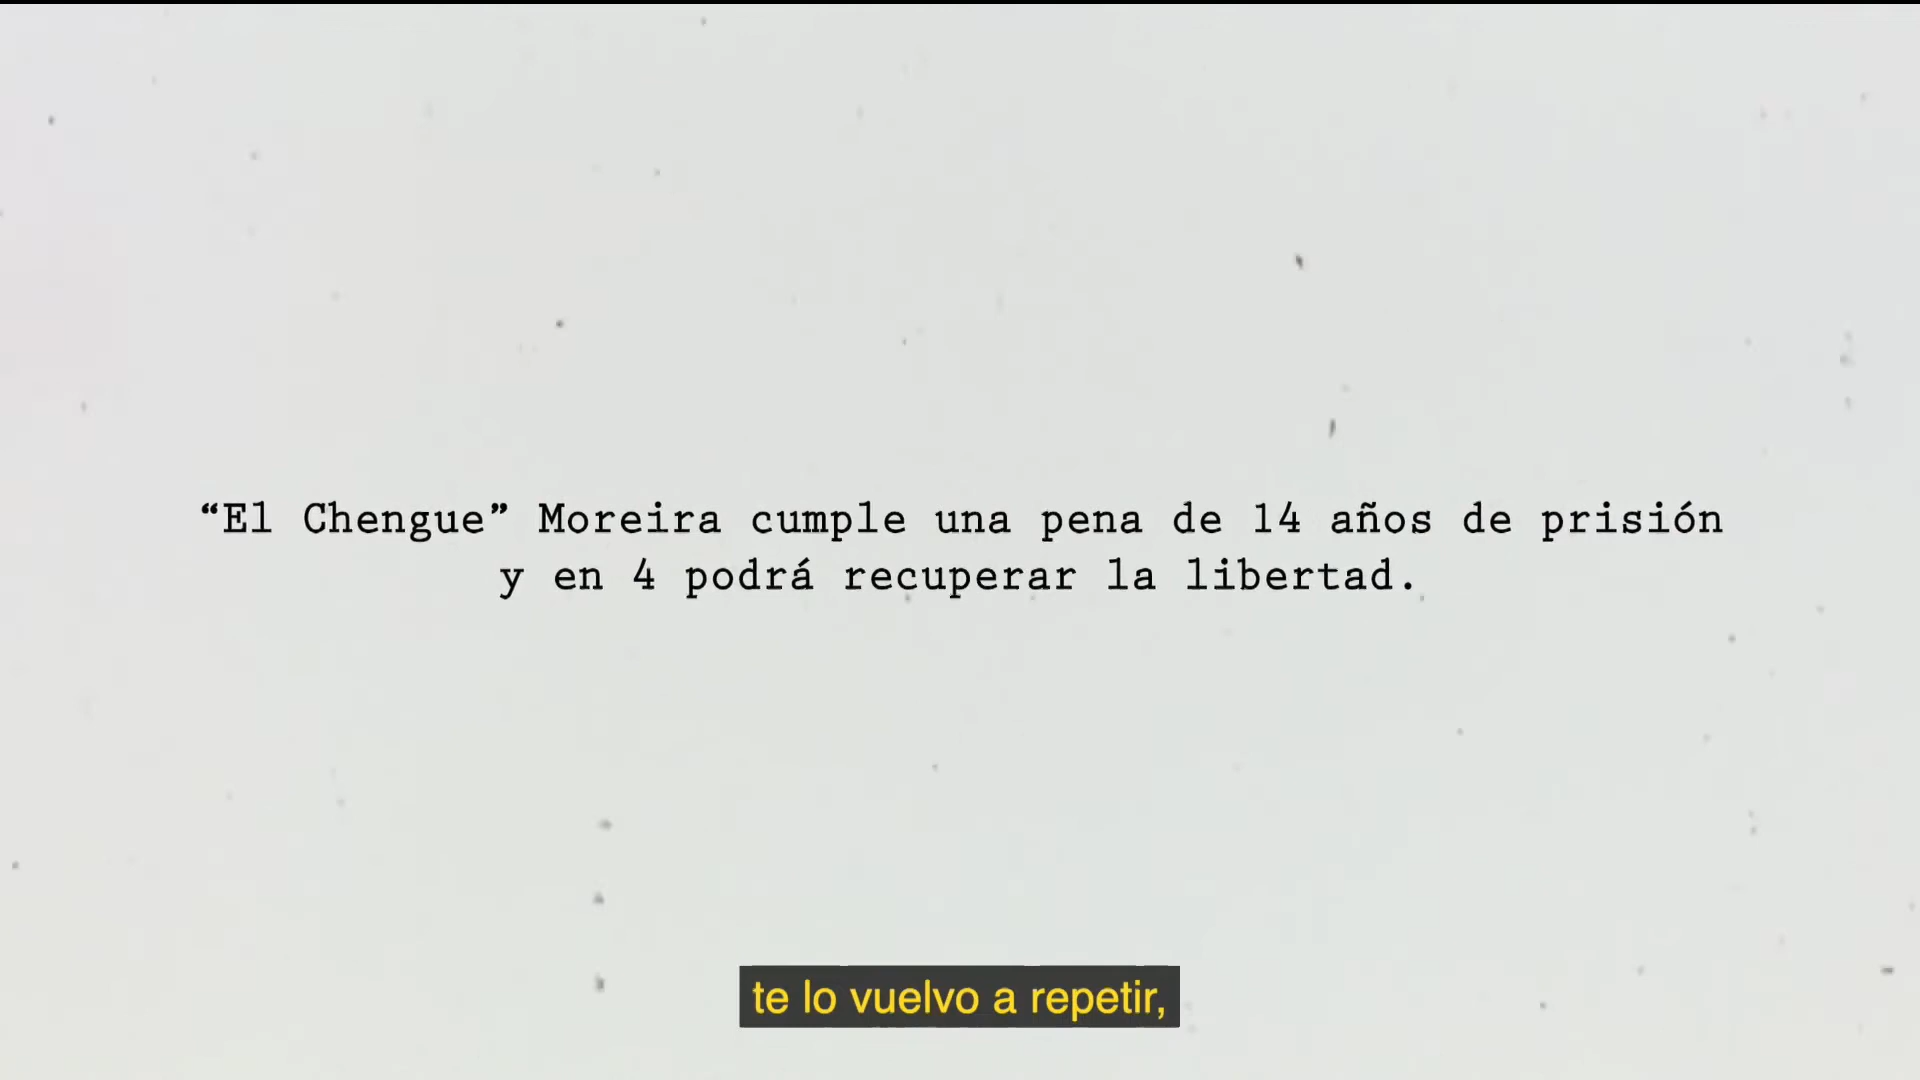 “El Chengue” Moreira cumple una pena de 14 años de prisión
y en 4 podrá recuperar la libertad.
te lo vuelvo a repetir,